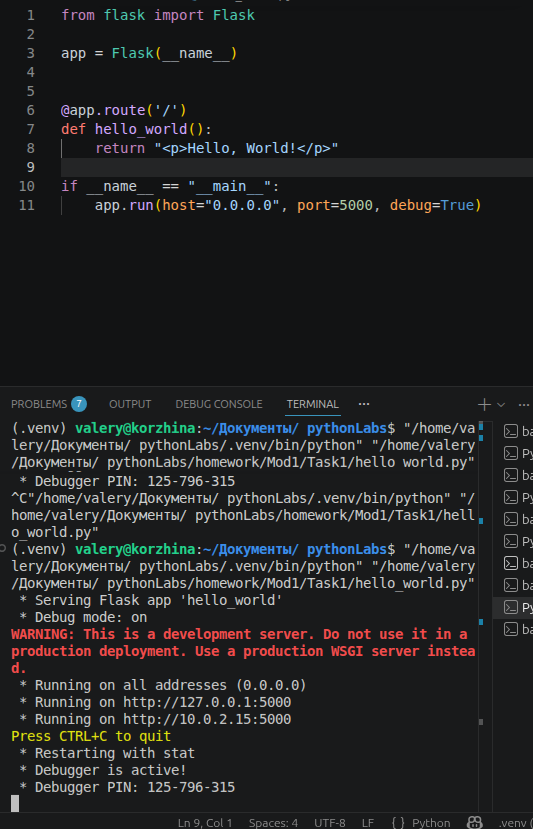 1 from flask import Flask
2
3 app = Flask(__name__)
4
5
6 @app.route('/')
7 def hello_world():
8 return "<p>Hello, World!</p>"
9
10 if __name__ == "__main__":
11 app.run(host="0.0.0.0", port=5000, debug=True)
PROBLEMS 7 OUTPUT DEBUG CONSOLE TERMINAL ···
(.venv) valery@korzhina:~/Документы/ pythonLabs$ "/home/va
lery/Документы/ pythonLabs/.venv/bin/python" "/home/valery
/Документы/ pythonLabs/homework/Mod1/Task1/hello world.py"
* Debugger PIN: 125-796-315
^C"/home/valery/Документы/ pythonLabs/.venv/bin/python" "/
home/valery/Документы/ pythonLabs/homework/Mod1/Task1/hell
o_world.py"
(.venv) valery@korzhina:~/Документы/ pythonLabs$ "/home/va
lery/Документы/ pythonLabs/.venv/bin/python" "/home/valery
/Документы/ pythonLabs/homework/Mod1/Task1/hello_world.py"
* Serving Flask app 'hello_world'
* Debug mode: on
WARNING: This is a development server. Do not use it in a
production deployment. Use a production WSGI server instea
d.
* Running on all addresses (0.0.0.0)
* Running on http://127.0.0.1:5000
* Running on http://10.0.2.15:5000
Press CTRL+C to quit
* Restarting with stat
* Debugger is active!
* Debugger PIN: 125-796-315
ba
Py
ba
Py
ba
Py
ba
ba
Py
ba
Ln 9, Col 1 Spaces: 4 UTF-8 LF { } Python .venv (